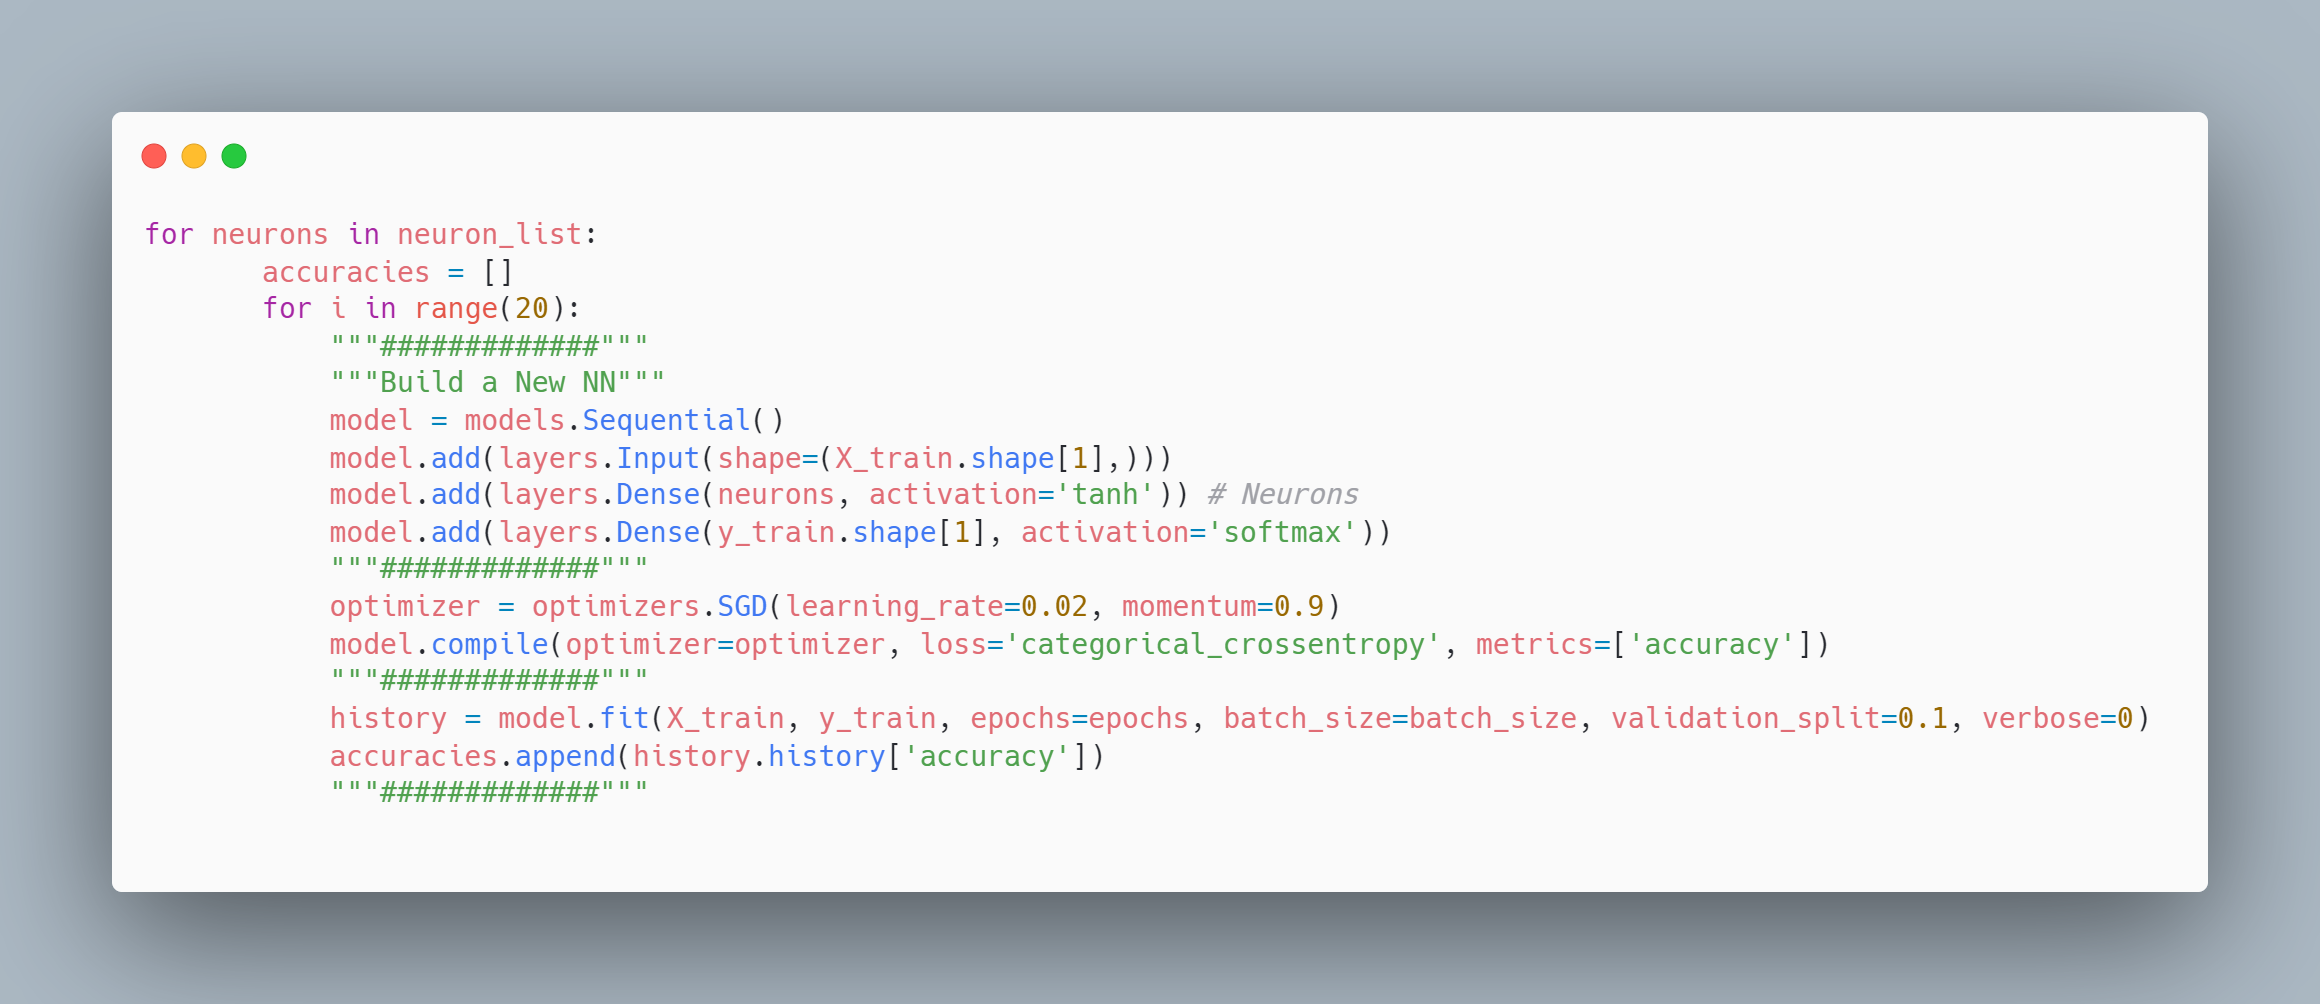 for neurons in neuron_list:
       accuracies = []
       for i in range(20):
           """#############"""
           """Build a New NN"""
           model = models.Sequential()
           model.add(layers.Input(shape=(X_train.shape[1],)))
           model.add(layers.Dense(neurons, activation='tanh')) # Neurons
           model.add(layers.Dense(y_train.shape[1], activation='softmax'))
           """#############"""
           optimizer = optimizers.SGD(learning_rate=0.02, momentum=0.9)
           model.compile(optimizer=optimizer, loss='categorical_crossentropy', metrics=['accuracy'])
           """#############"""
           history = model.fit(X_train, y_train, epochs=epochs, batch_size=batch_size, validation_split=0.1, verbose=0)
           accuracies.append(history.history['accuracy'])
           """#############"""